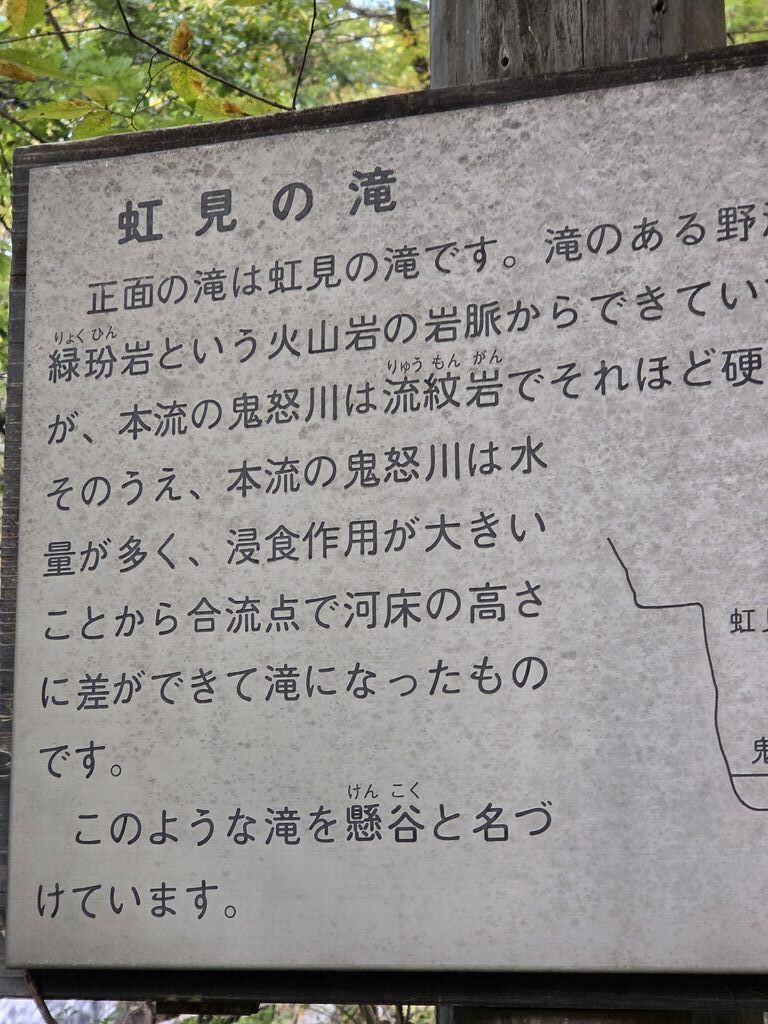 虹見の滝
正面の滝は虹見の滝です。滝のある野
りょくひん
緑玢岩という火山岩の岩脈からできてい
りゅうもんがん
が、本流の鬼怒川は流紋岩でそれほど硬
そのうえ、本流の鬼怒川は水
量が多く、浸食作用が大きい
ことから合流点で河床の高さ
に差ができて滝になったもの
です。
けんこく
このような滝を懸谷と名づ
けています。
虹
鬼